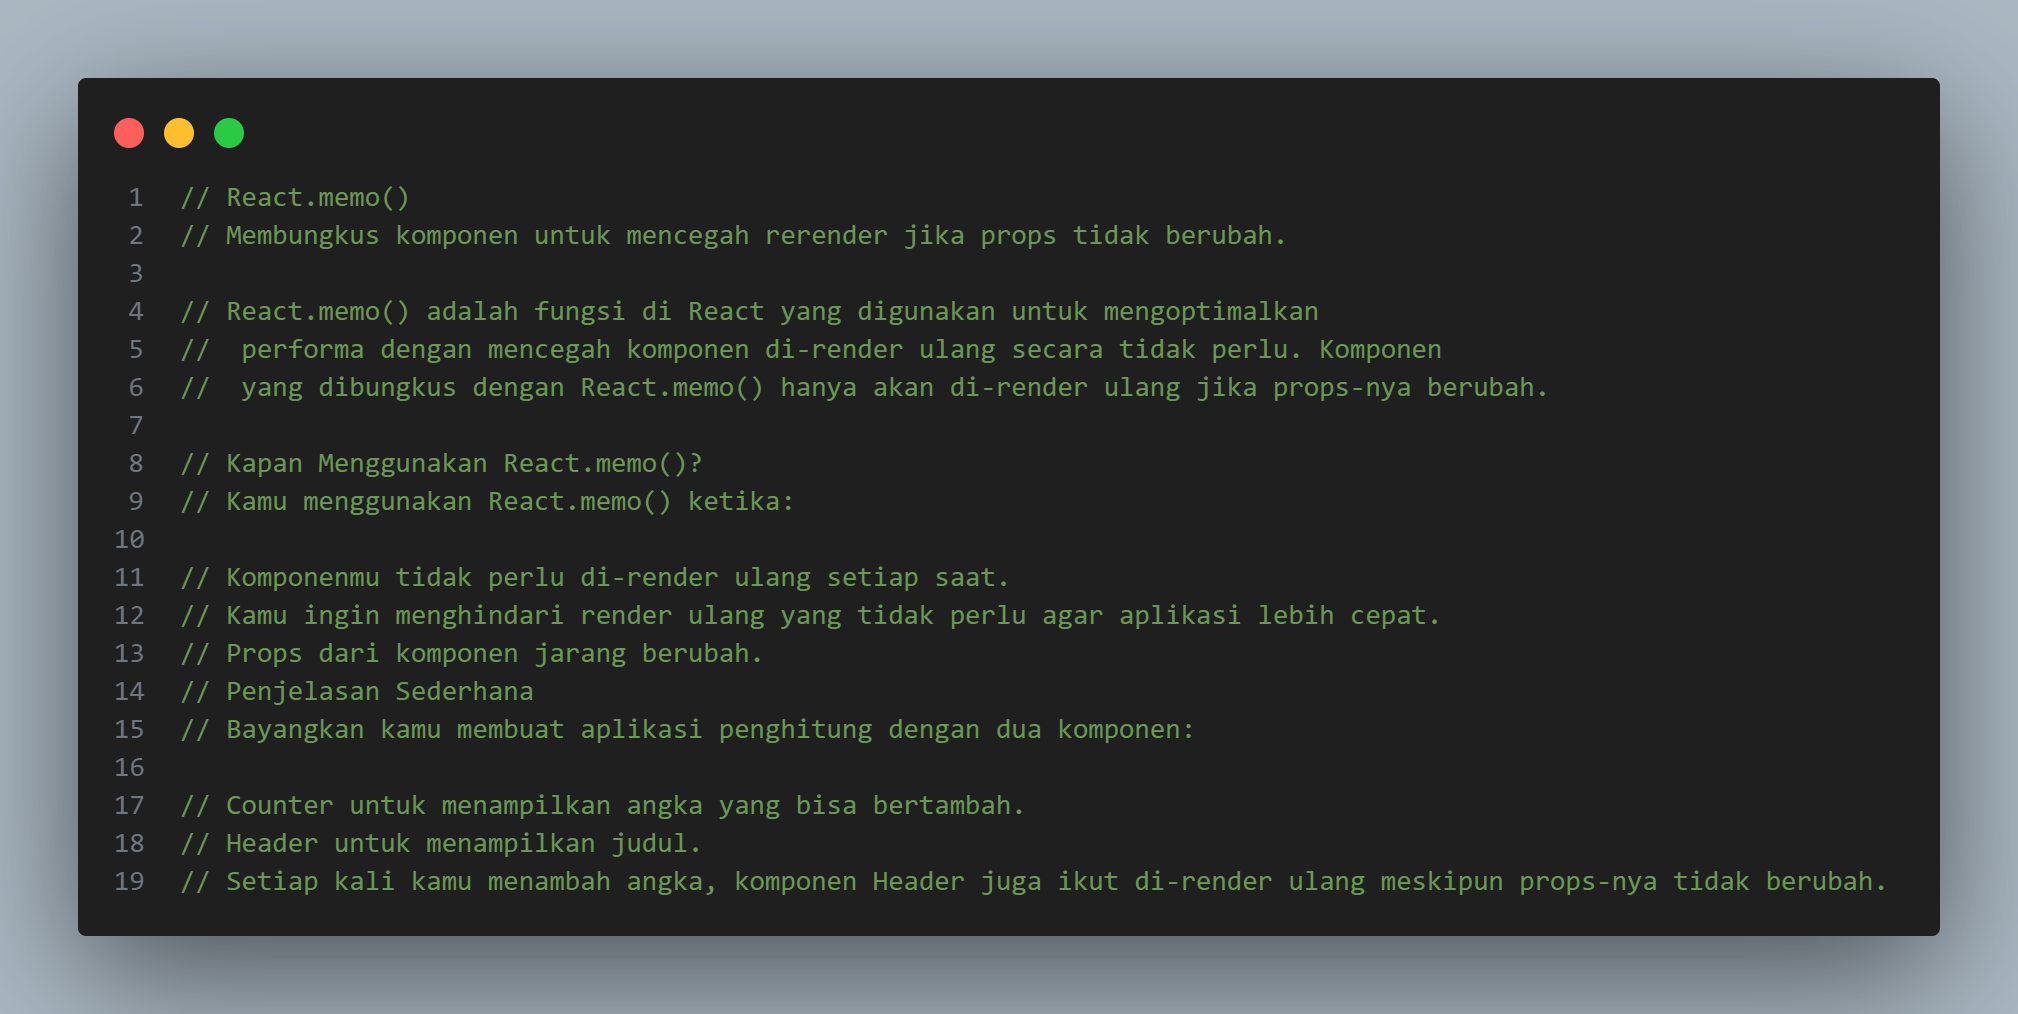 1 // React.memo()
2 // Membungkus komponen untuk mencegah rerender jika props tidak berubah.
3
4 // React.memo() adalah fungsi di React yang digunakan untuk mengoptimalkan
5 //  performa dengan mencegah komponen di-render ulang secara tidak perlu. Komponen
6 //  yang dibungkus dengan React.memo() hanya akan di-render ulang jika props-nya berubah.
7
8 // Kapan Menggunakan React.memo()?
9 // Kamu menggunakan React.memo() ketika:
10
11 // Komponenmu tidak perlu di-render ulang setiap saat.
12 // Kamu ingin menghindari render ulang yang tidak perlu agar aplikasi lebih cepat.
13 // Props dari komponen jarang berubah.
14 // Penjelasan Sederhana
15 // Bayangkan kamu membuat aplikasi penghitung dengan dua komponen:
16
17 // Counter untuk menampilkan angka yang bisa bertambah.
18 // Header untuk menampilkan judul.
19 // Setiap kali kamu menambah angka, komponen Header juga ikut di-render ulang meskipun props-nya tidak berubah.